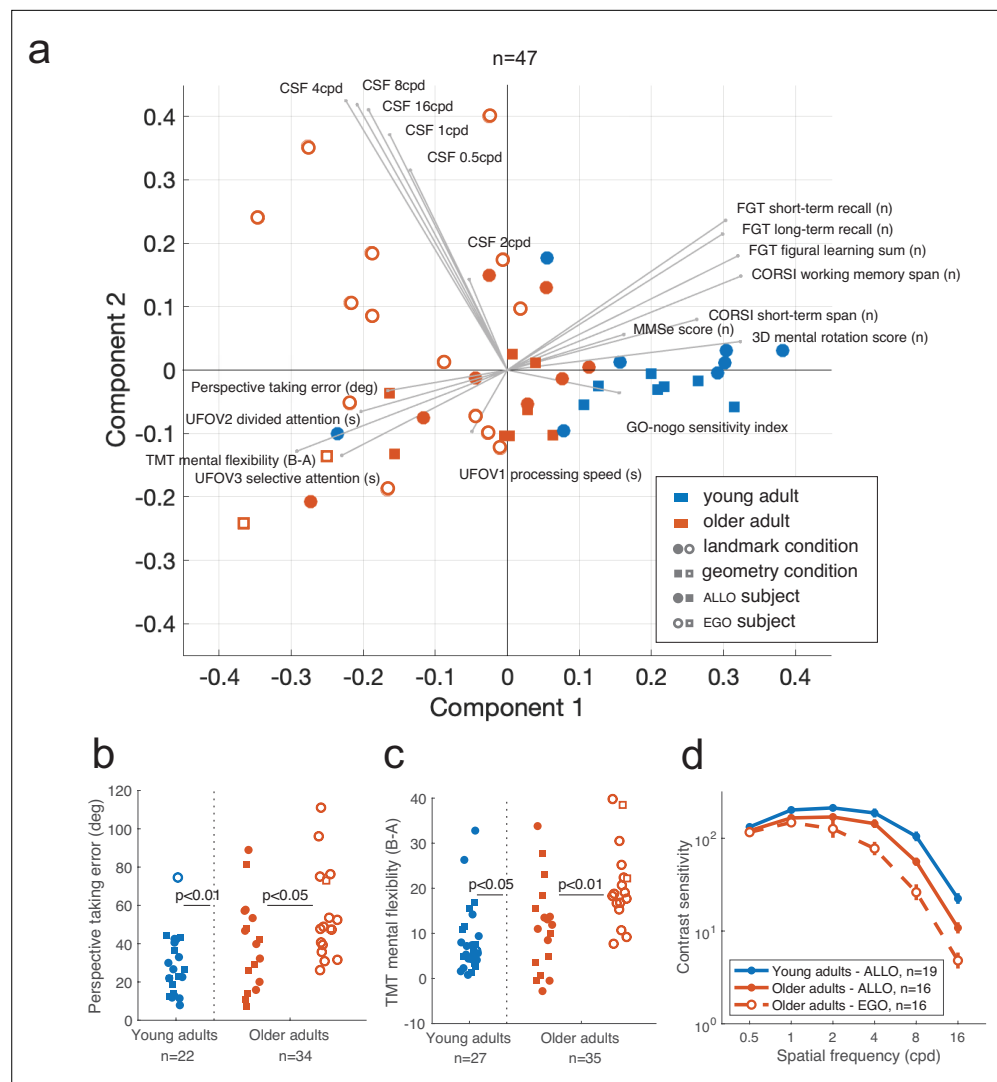 a
n=47
CSF 4cpd
CSF 8cpd
CSF 16cpd
CSF 1cpd
CSF 0.5cpd
CSF 2cpd
FGT short-term recall (n)
FGT long-term recall (n)
FGT figural learning sum (n)
CORSI working memory span (n)
CORSI short-term span (n)
MMSe score (n)
3D mental rotation score (n)
Perspective taking error (deg)
UFOV2 divided attention (s)
TMT mental flexibility (B-A)
UFOV3 selective attention (s)
UFOV1 processing speed (s)
GO-nogo sensitivity index
0.4
0.3
0.2
0.1
0
-0.1
-0.2
-0.3
-0.4
Component 2
-0.4 -0.3 -0.2 -0.1 0 0.1 0.2 0.3 0.4
Component 1
young adult
older adult
landmark condition
geometry condition
ALLO subject
EGO subject
b
120
100
80
60
40
20
0
Perspective taking error (deg)
p<0.01
p<0.05
Young adults
n=22
Older adults
n=34
c
40
30
20
10
0
-10
TMT mental flexiblity (B-A)
p<0.05
p<0.01
Young adults
n=27
Older adults
n=35
d
10^2
10^1
10^0
Contrast sensitivity
Young adults - ALLO, n=19
Older adults - ALLO, n=16
Older adults - EGO, n=16
0.5 1 2 4 8 16
Spatial frequency (cpd)